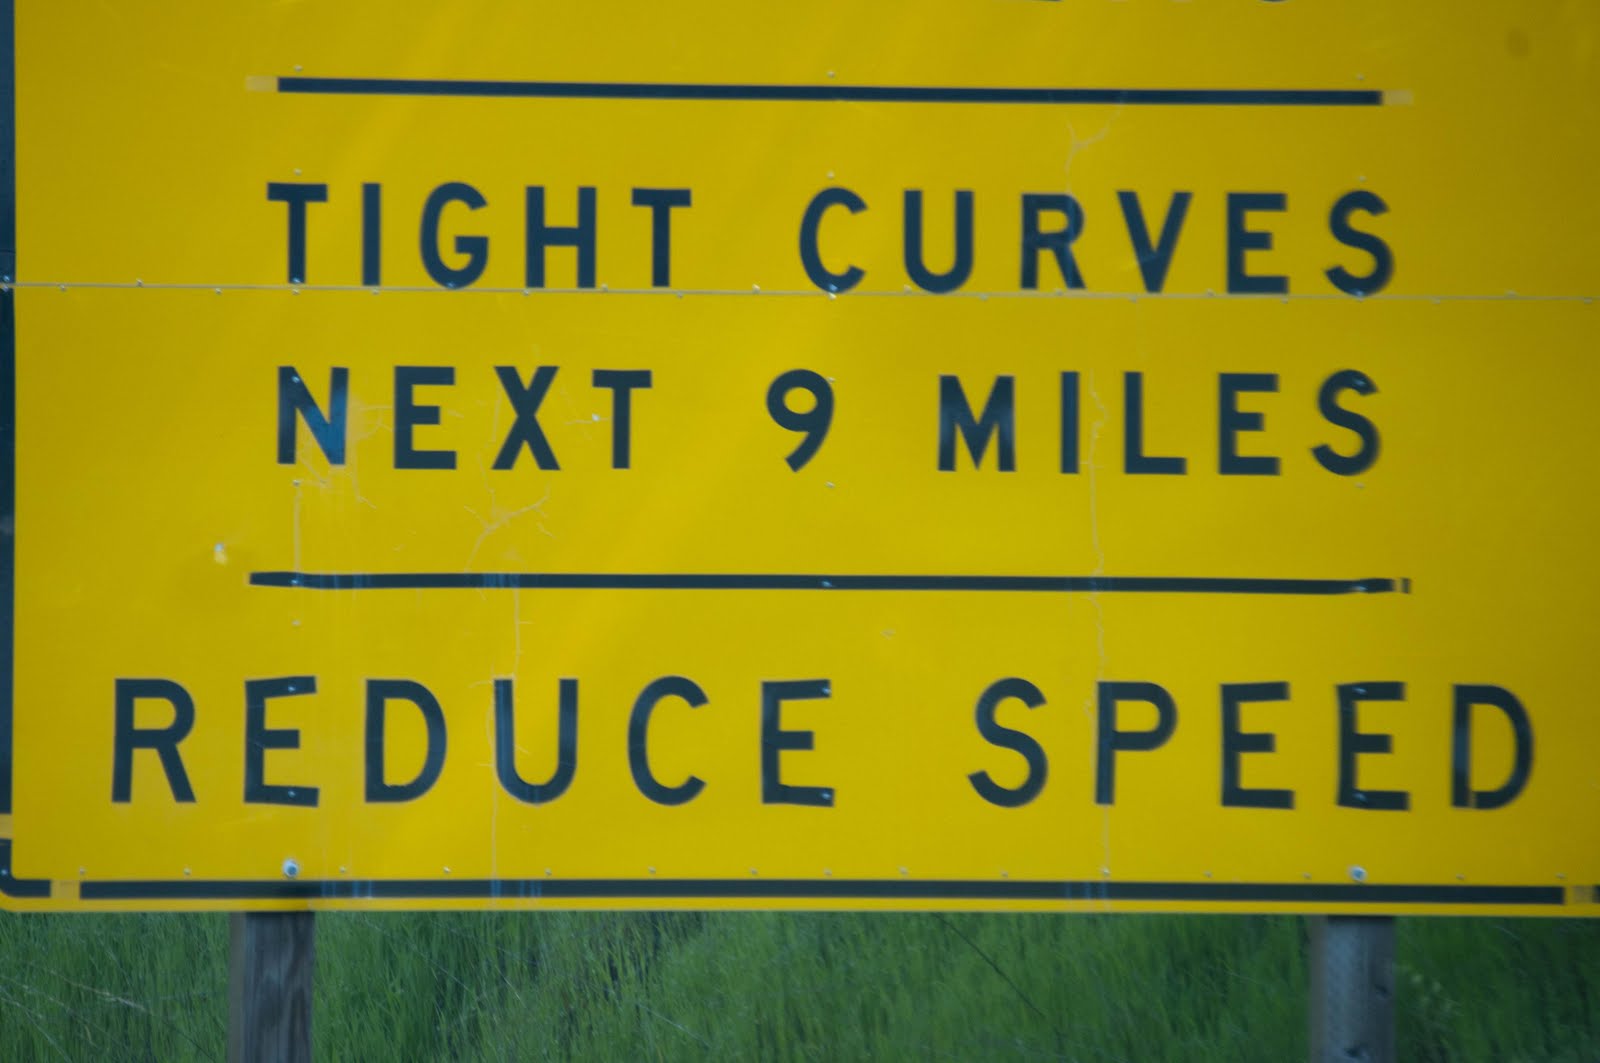 TIGHT CURVES
NEXT 9 MILES
REDUCE SPEED